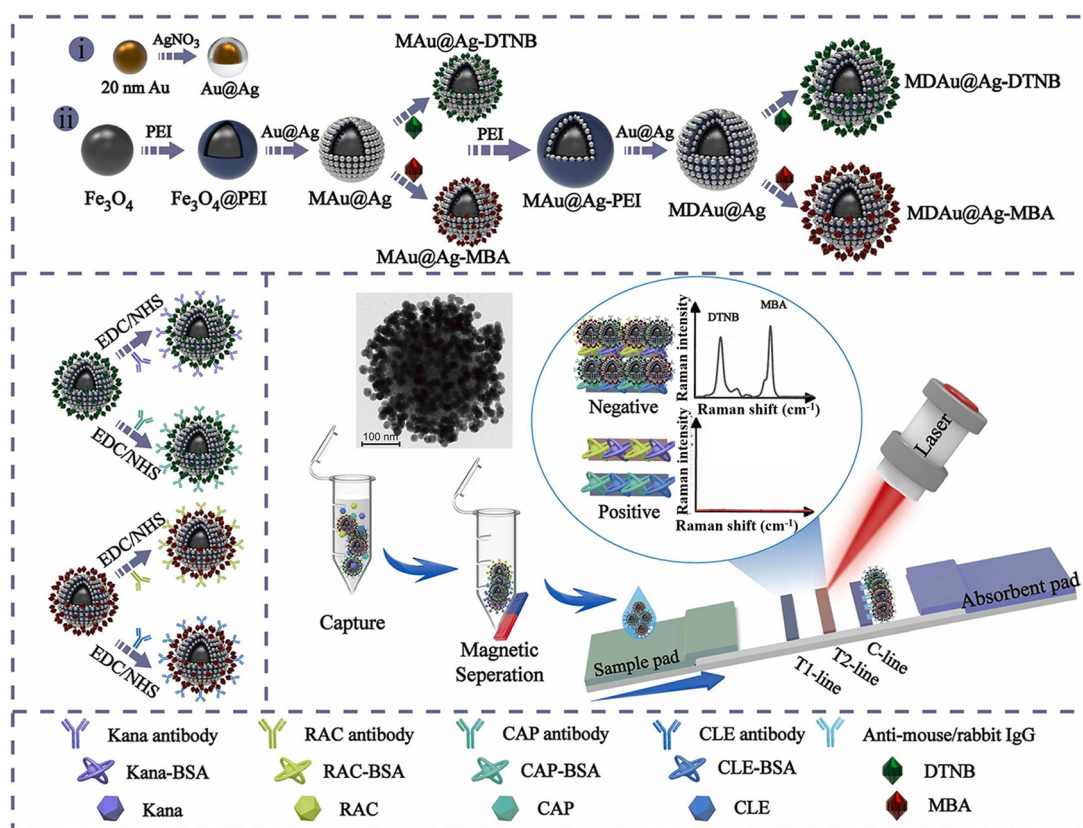 i
AgNO3
20 nm Au
Au@Ag
ii
PEI
Au@Ag
PEI
Au@Ag
Fe3O4
Fe3O4@PEI
MAu@Ag
MAu@Ag-DTNB
MAu@Ag-MBA
MAu@Ag-PEI
MDAu@Ag
MDAu@Ag-DTNB
MDAu@Ag-MBA
EDC/NHS
EDC/NHS
EDC/NHS
EDC/NHS
100 nm
Capture
Magnetic
Seperation
Negative
Positive
Raman intensity
DTNB
MBA
Raman shift (cm-1)
Raman intensity
Raman shift (cm-1)
Laser
Sample pad
T1-line
T2-line
C-line
Absorbent pad
Kana antibody
RAC antibody
CAP antibody
CLE antibody
Anti-mouse/rabbit IgG
Kana-BSA
RAC-BSA
CAP-BSA
CLE-BSA
DTNB
Kana
RAC
CAP
CLE
MBA